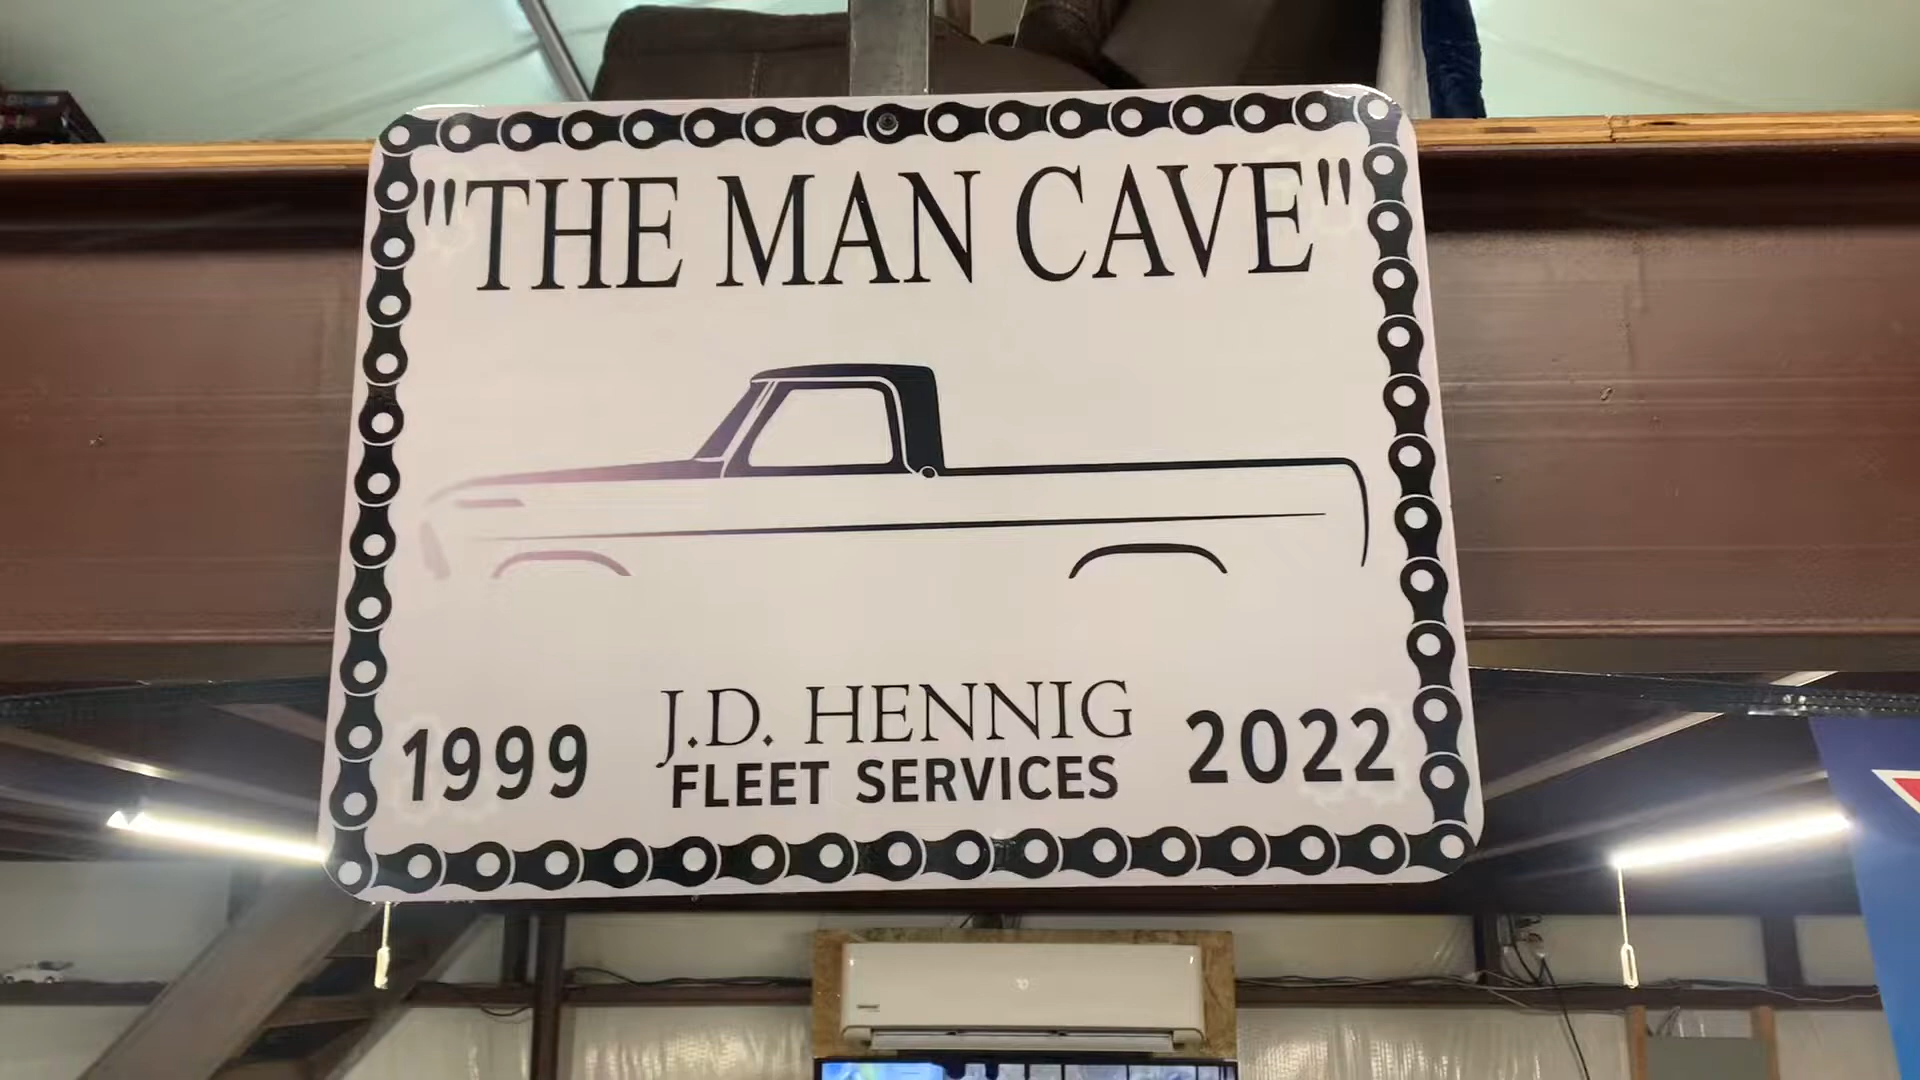 "THE MAN CAVE"
J.D. HENNIG
1999 FLEET SERVICES 2022